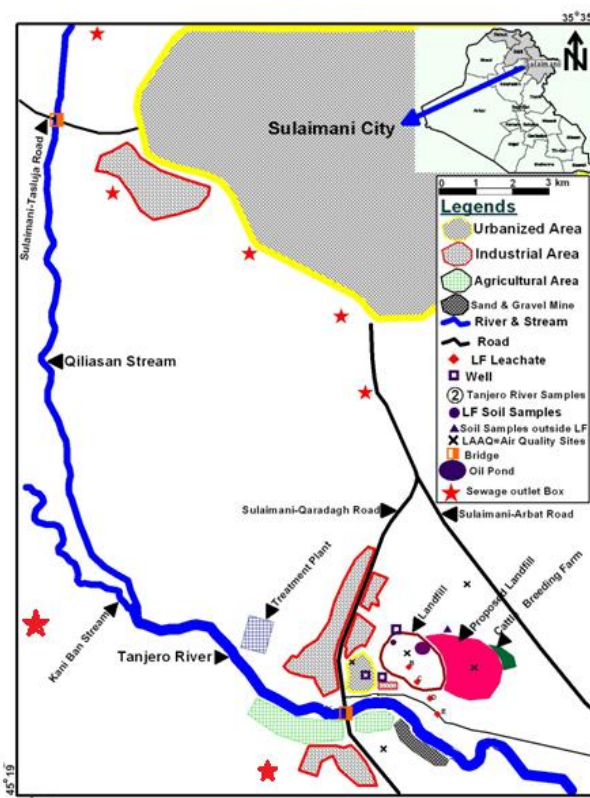 35°35
N
Sulaimani
Sulaimani City
0 1 2 3 km
Legends
Urbanized Area
Industrial Area
Agricultural Area
Sand & Gravel Mine
River & Stream
Road
LF Leachate
Well
2 Tanjero River Samples
LF Soil Samples
Soil Samples outside LF
LAAQ=Air Quality Sites
Bridge
Oil Pond
Sewage outlet Box
Sulaimani-Tasluja Road
Qiliasan Stream
Sulaimani-Qaradagh Road
Sulaimani-Arbat Road
Treatment Plant
Landfill
Proposed Landfill
Cattle Breeding Farm
Kani Ban Stream
Tanjero River
D
E
45°19